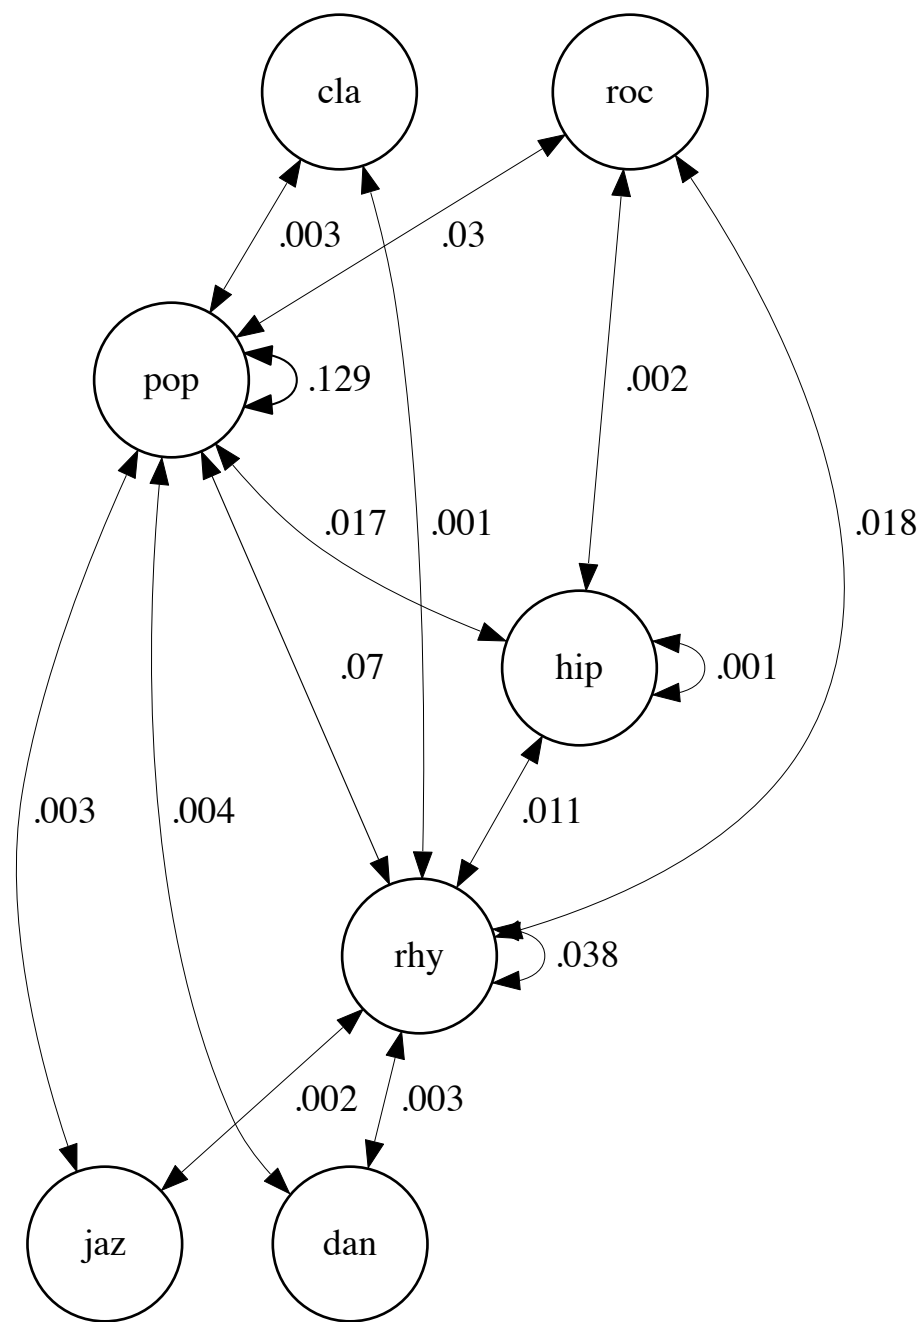 cla
roc
.003
.03
pop
.129
.002
.017
.001
.018
.07
hip
.001
.003
.004
.011
rhy
.038
.002
.003
jaz
dan